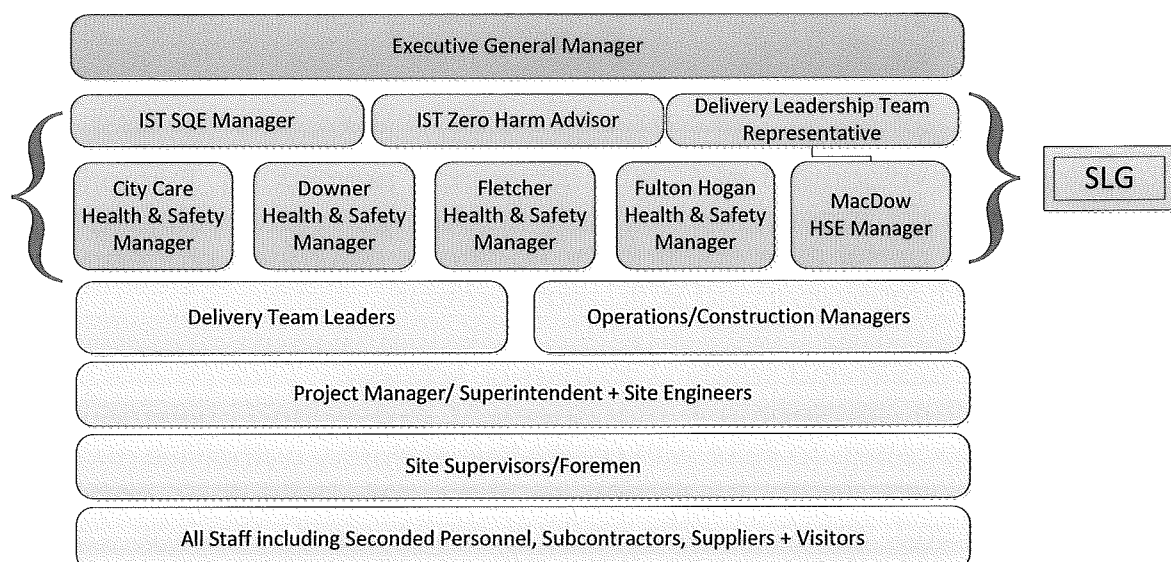 Executive General Manager
IST SQE Manager
IST Zero Harm Advisor
Delivery Leadership Team
Representative
City Care
Health & Safety
Manager
Downer
Health & Safety
Manager
Fletcher
Health & Safety
Manager
Fulton Hogan
Health & Safety
Manager
MacDow
HSE Manager
SLG
Delivery Team Leaders
Operations/Construction Managers
Project Manager/ Superintendent + Site Engineers
Site Supervisors/Foremen
All Staff including Seconded Personnel, Subcontractors, Suppliers + Visitors